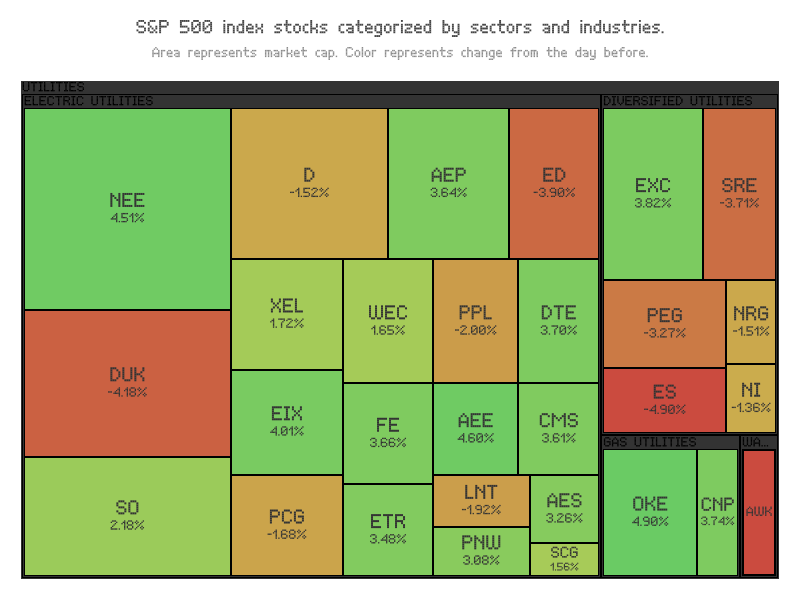 S&P 500 index stocks categorized by sectors and industries.
Area represents market cap. Color represents change from the day before.
UTILITIES
ELECTRIC UTILITIES
NEE
4.51%
DUK
-4.18%
SO
2.18%
D
-1.52%
AEP
3.64%
ED
-3.90%
XEL
1.72%
WEC
1.65%
PPL
-2.00%
DTE
3.70%
EIX
4.01%
FE
3.66%
AEE
4.60%
CMS
3.61%
PCG
-1.68%
ETR
3.48%
LNT
-1.92%
PNW
3.08%
AES
3.26%
SCG
1.56%
DIVERSIFIED UTILITIES
EXC
3.82%
SRE
-3.71%
PEG
-3.27%
NRG
-1.51%
ES
-4.90%
NI
-1.36%
GAS UTILITIES
OKE
4.90%
CNP
3.74%
WA...
AWK